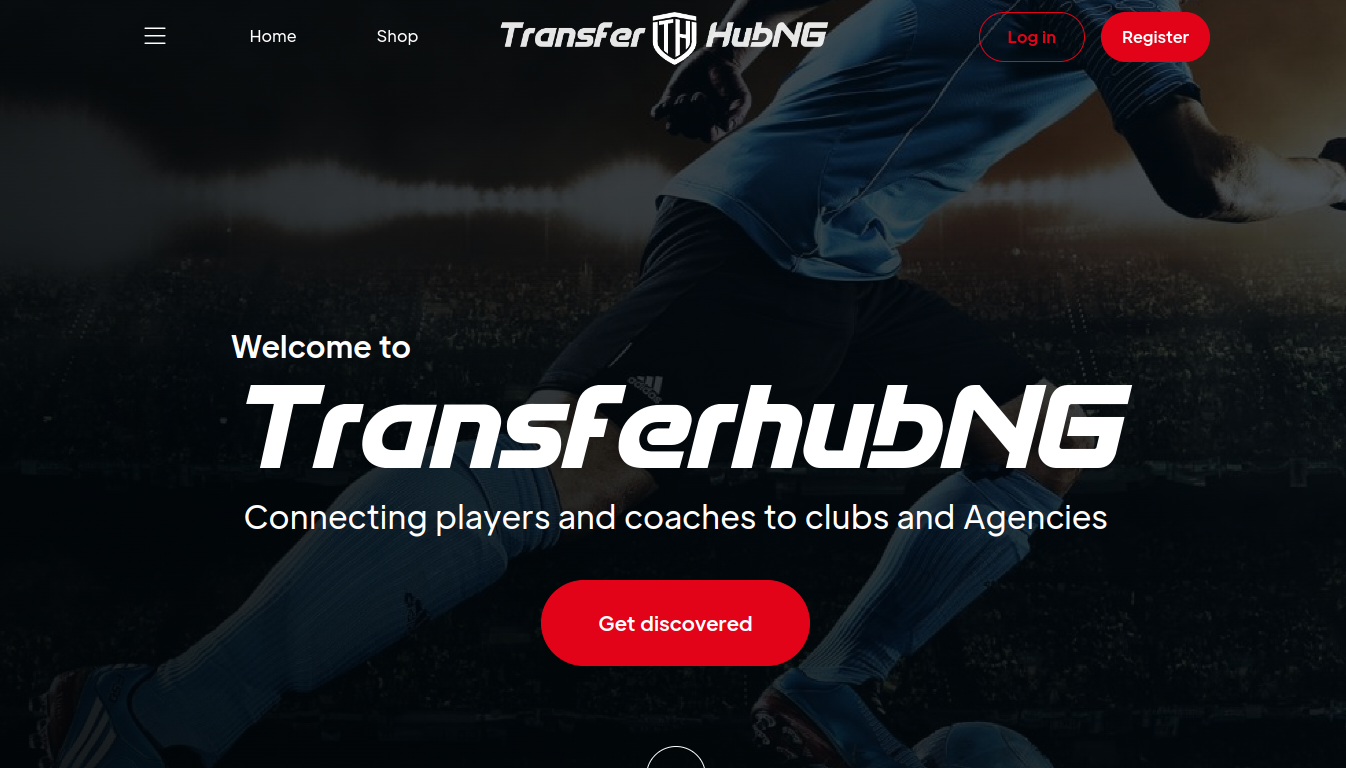 Home Shop Transfer TH HubNG Log in Register
Welcome to
TransferhubNG
Connecting players and coaches to clubs and Agencies
Get discovered
adidas